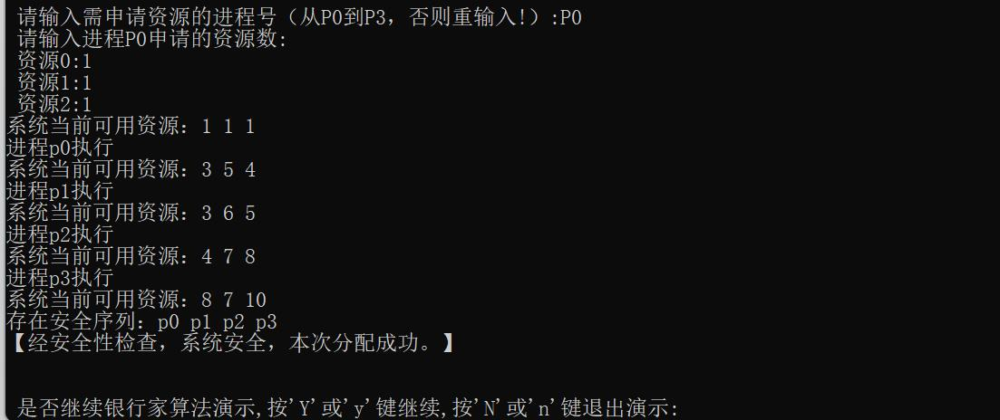 请输入需申请资源的进程号（从P0到P3，否则重输入!）:P0
请输入进程P0申请的资源数:
资源0:1
资源1:1
资源2:1
系统当前可用资源：1 1 1
进程p0执行
系统当前可用资源：3 5 4
进程p1执行
系统当前可用资源：3 6 5
进程p2执行
系统当前可用资源：4 7 8
进程p3执行
系统当前可用资源：8 7 10
存在安全序列：p0 p1 p2 p3
【经安全性检查，系统安全，本次分配成功。】
是否继续银行家算法演示,按'Y'或'y'键继续,按'N'或'n'键退出演示: